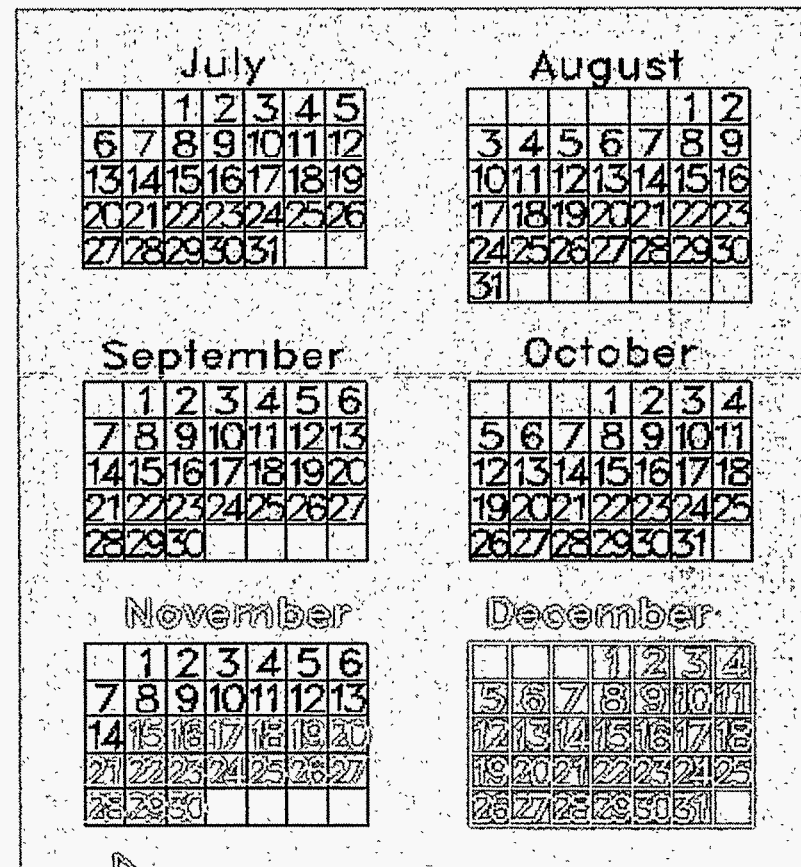 July
1 2 3 4 5
6 7 8 9 10 11 12
13 14 15 16 17 18 19
20 21 22 23 24 25 26
27 28 29 30 31
August
1 2
3 4 5 6 7 8 9
10 11 12 13 14 15 16
17 18 19 20 21 22 23
24 25 26 27 28 29 30
31
September
1 2 3 4 5 6
7 8 9 10 11 12 13
14 15 16 17 18 19 20
21 22 23 24 25 26 27
28 29 30
October
1 2 3 4
5 6 7 8 9 10 11
12 13 14 15 16 17 18
19 20 21 22 23 24 25
26 27 28 29 30 31
November
1 2 3 4 5 6
7 8 9 10 11 12 13
14 15 16 17 18 19 20
21 22 23 24 25 26 27
28 29 30
December
1 2 3 4
5 6 7 8 9 10 11
12 13 14 15 16 17 18
19 20 21 22 23 24 25
26 27 28 29 30 31